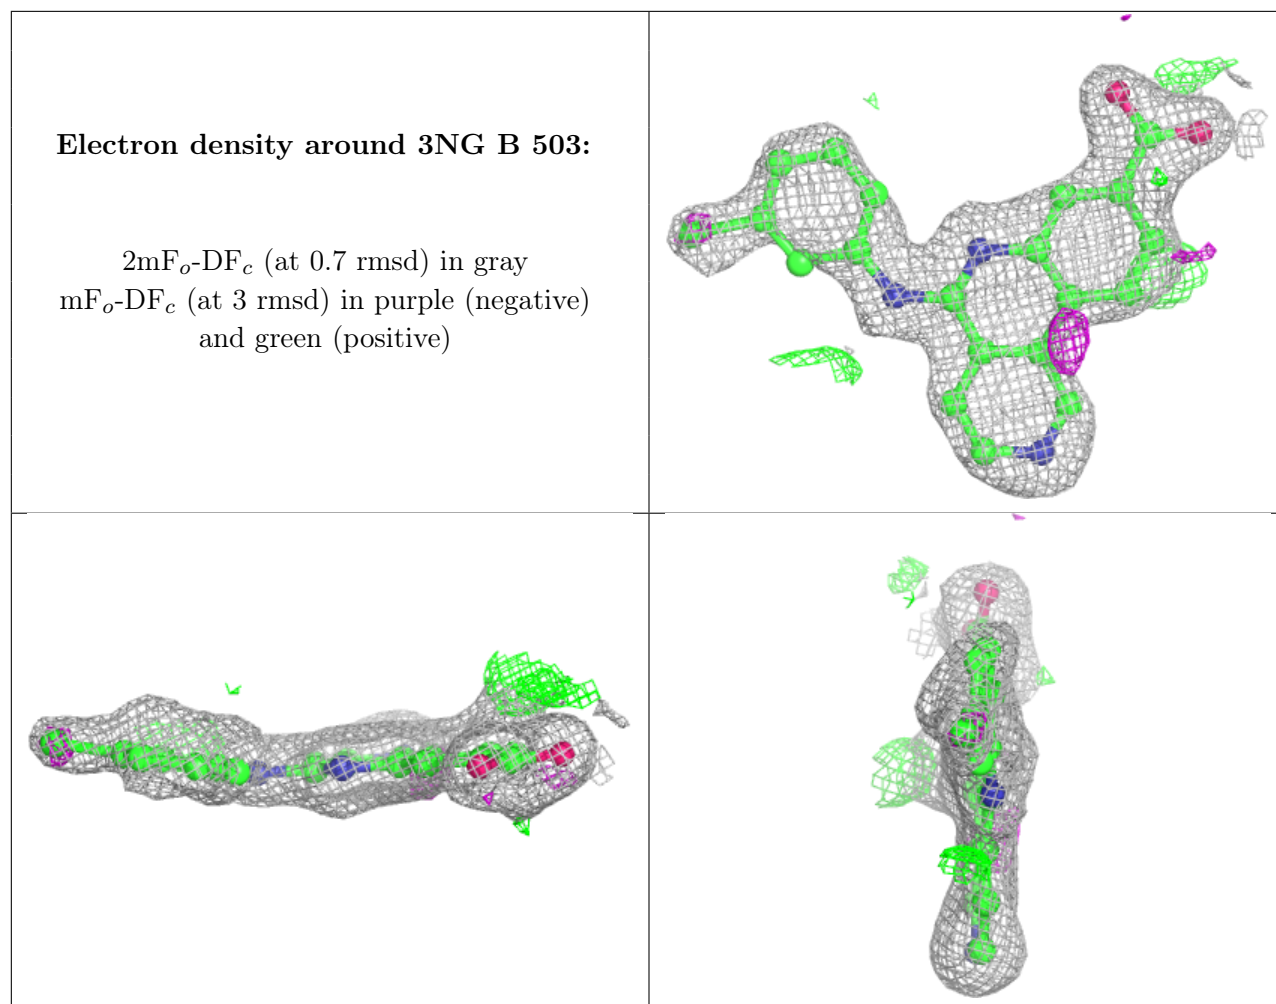 Electron density around 3NG B 503:
2mFo-DFc (at 0.7 rmsd) in gray
mFo-DFc (at 3 rmsd) in purple (negative)
and green (positive)